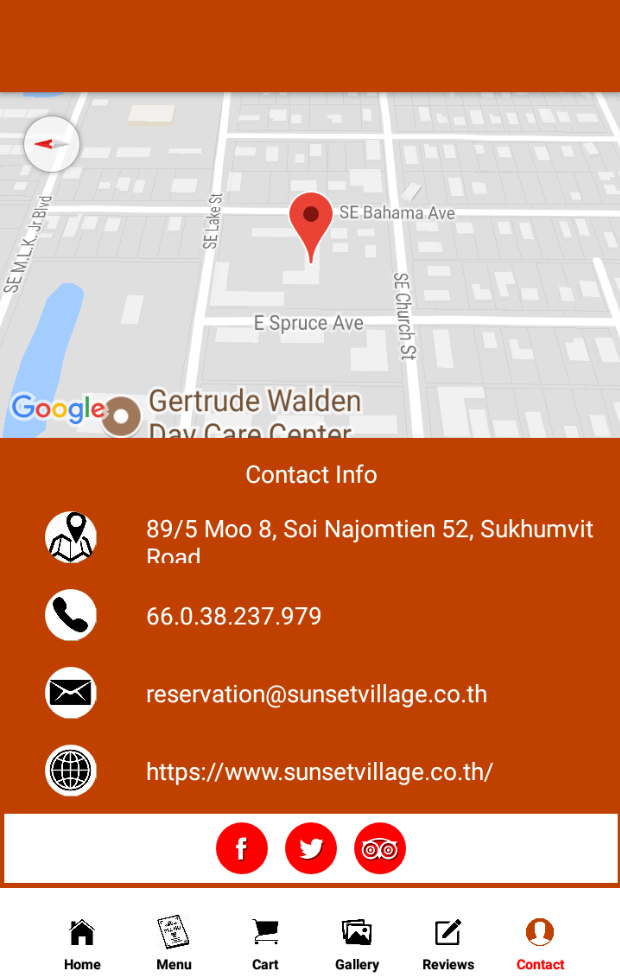 SE Bahama Ave
SE M.L.K. Jr Blvd
SE Lake St
SE Church St
E Spruce Ave
Google
Gertrude Walden
Day Care Center
Contact Info
89/5 Moo 8, Soi Najomtien 52, Sukhumvit
Road
66.0.38.237.979
reservation@sunsetvillage.co.th
https://www.sunsetvillage.co.th/
Home
Menu
Cart
Gallery
Reviews
Contact